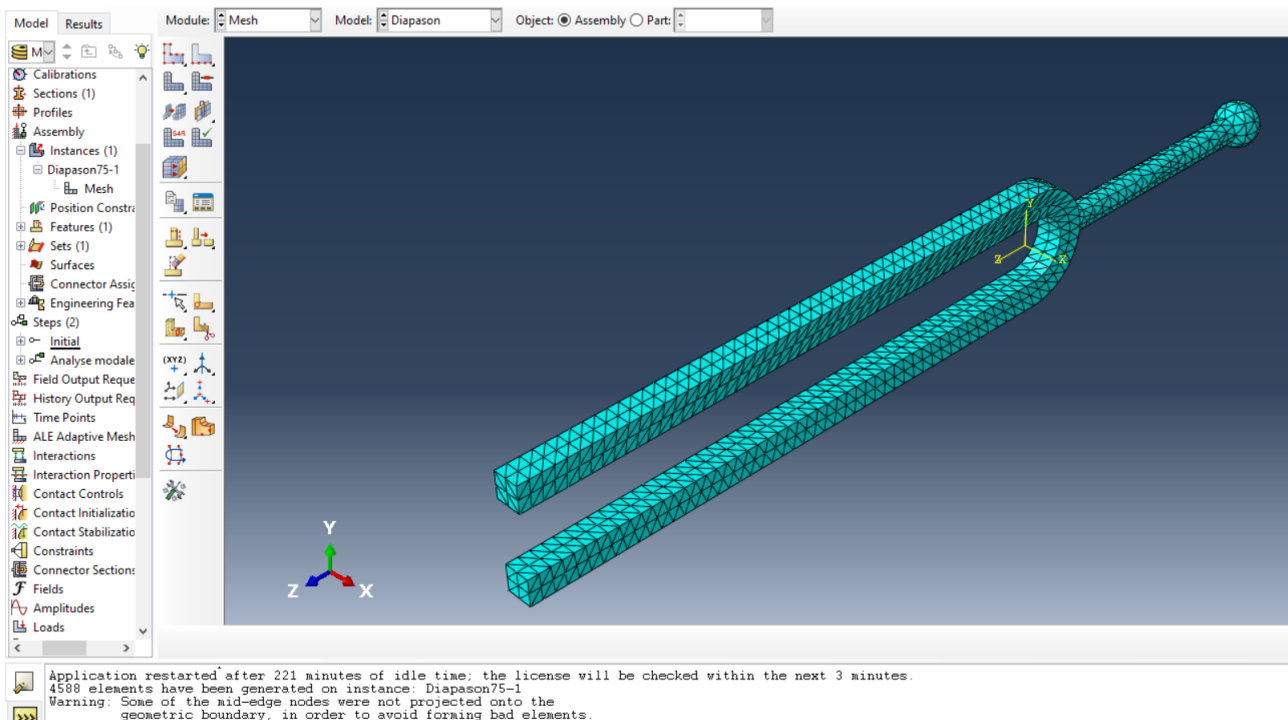 Model Results Module: Mesh Model: Diapason Object: Assembly Part:
M
Calibrations
Sections (1)
Profiles
Assembly
Instances (1)
Diapason75-1
Mesh
Position Constra
Features (1)
Sets (1)
Surfaces
Connector Assig
Engineering Fea
Steps (2)
Initial
Analyse modale
Field Output Reque
History Output Req
Time Points
ALE Adaptive Mesh
Interactions
Interaction Properti
Contact Controls
Contact Initializatio
Contact Stabilizatio
Constraints
Connector Sections
Fields
Amplitudes
Loads
S4R
(XYZ)
Y
Z X
Y
Z X
Application restarted after 221 minutes of idle time; the license will be checked within the next 3 minutes.
4588 elements have been generated on instance: Diapason75-1
Warning: Some of the mid-edge nodes were not projected onto the
geometric boundary, in order to avoid forming bad elements.
>>>